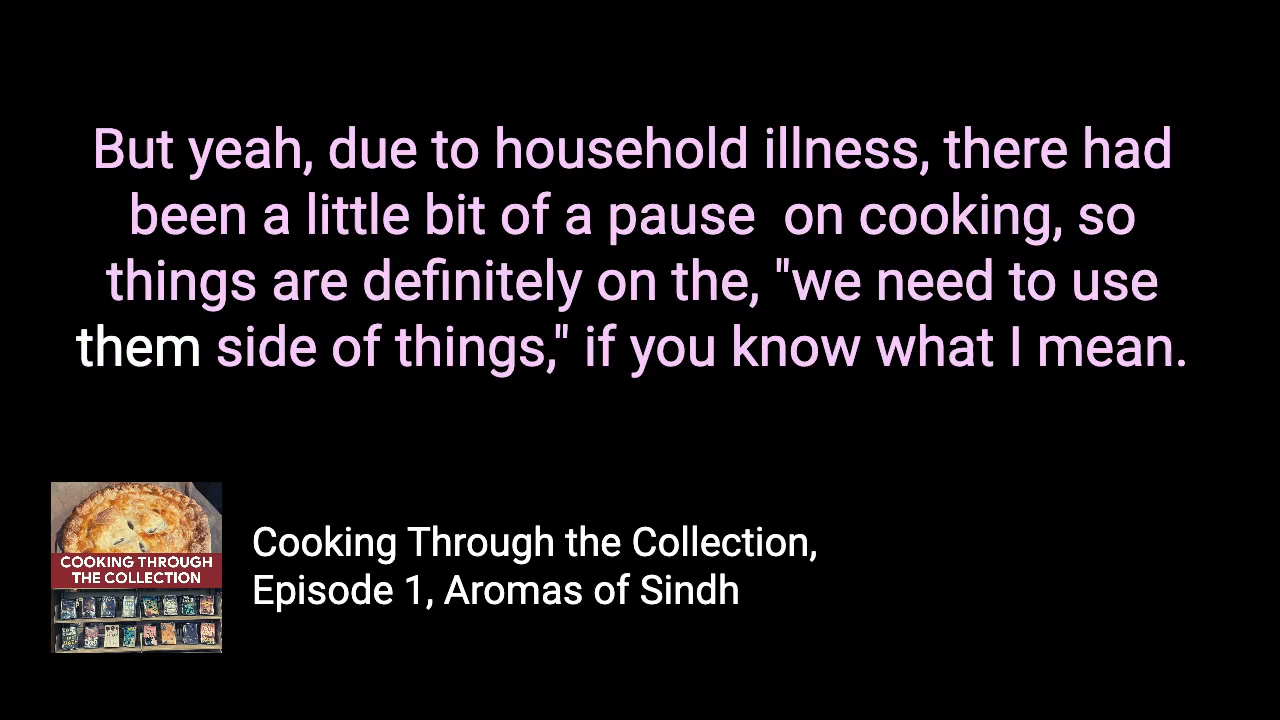 But yeah, due to household illness, there had
been a little bit of a pause  on cooking, so
things are definitely on the, "we need to use
them side of things," if you know what I mean.
COOKING THROUGH
THE COLLECTION
Cooking Through the Collection,
Episode 1, Aromas of Sindh